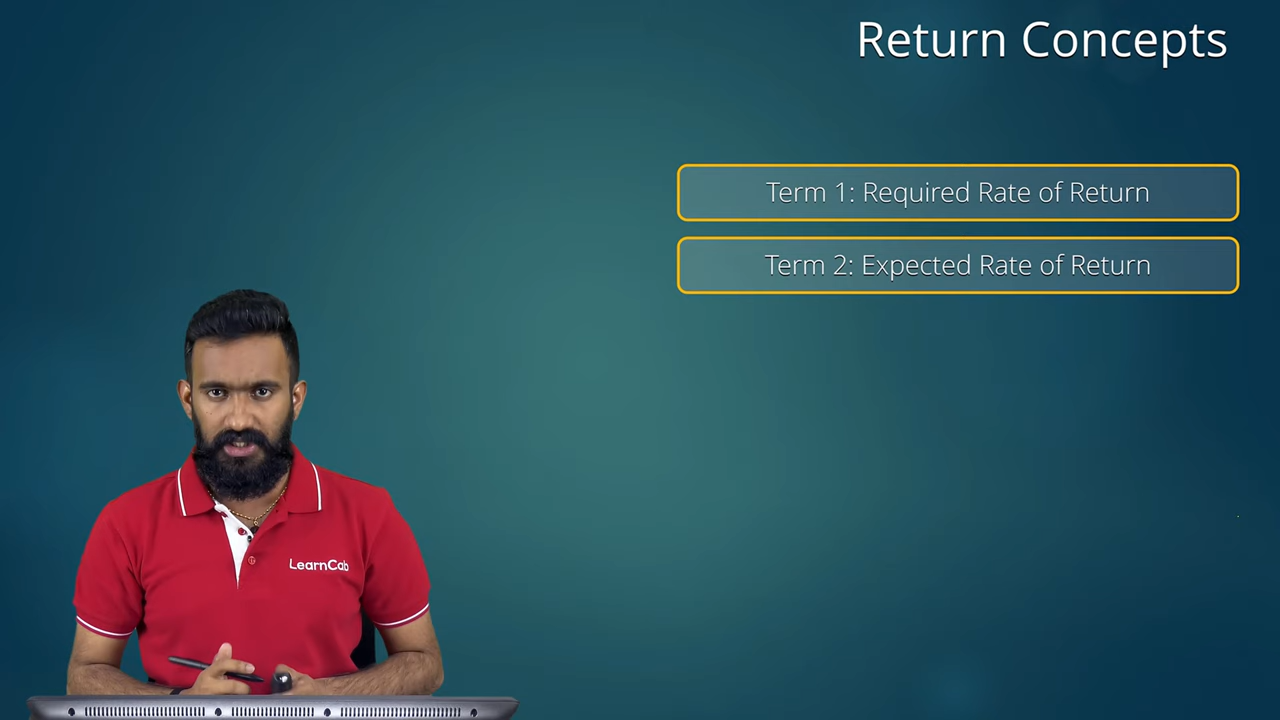 Return Concepts
Term 1: Required Rate of Return
Term 2: Expected Rate of Return
LearnCab